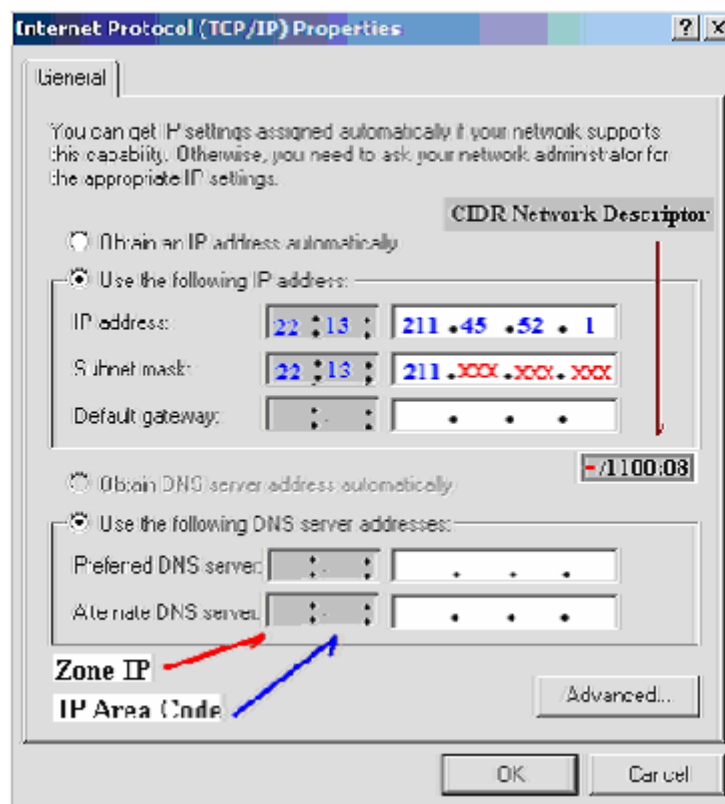 Internet Protocol (TCP/IP) Properties
General
You can get IP settings assigned automatically if your network supports
this capability. Otherwise, you need to ask your network administrator for
the appropriate IP settings.
CIDR Network Descriptor
Obtain an IP address automatically
Use the following IP address:
IP address: 22 : 13 : 211 . 45 . 52 . 1
Subnet mask: 22 : 13 : 211 . xxx . xxx . xxx
Default gateway: : : . . .
-/1100:08
Obtain DNS server address automatically
Use the following DNS server addresses:
Preferred DNS server: : : . . .
Alternate DNS server: : : . . .
Zone IP
IP Area Code
Advanced...
OK Cancel